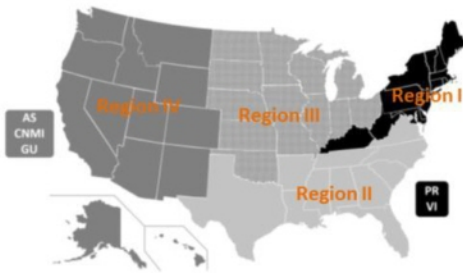 Region I
Region IV
Region III
AS
CNMI
GU
Region II
PR
VI